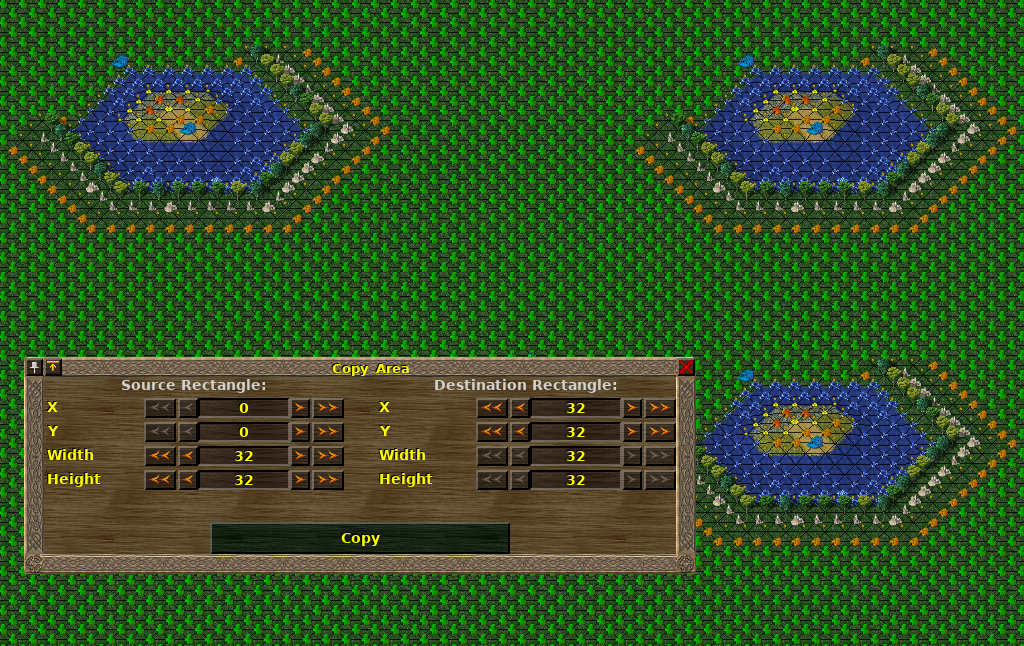 Copy Area
Source Rectangle: Destination Rectangle:
X 0 X 32
Y 0 Y 32
Width 32 Width 32
Height 32 Height 32
Copy